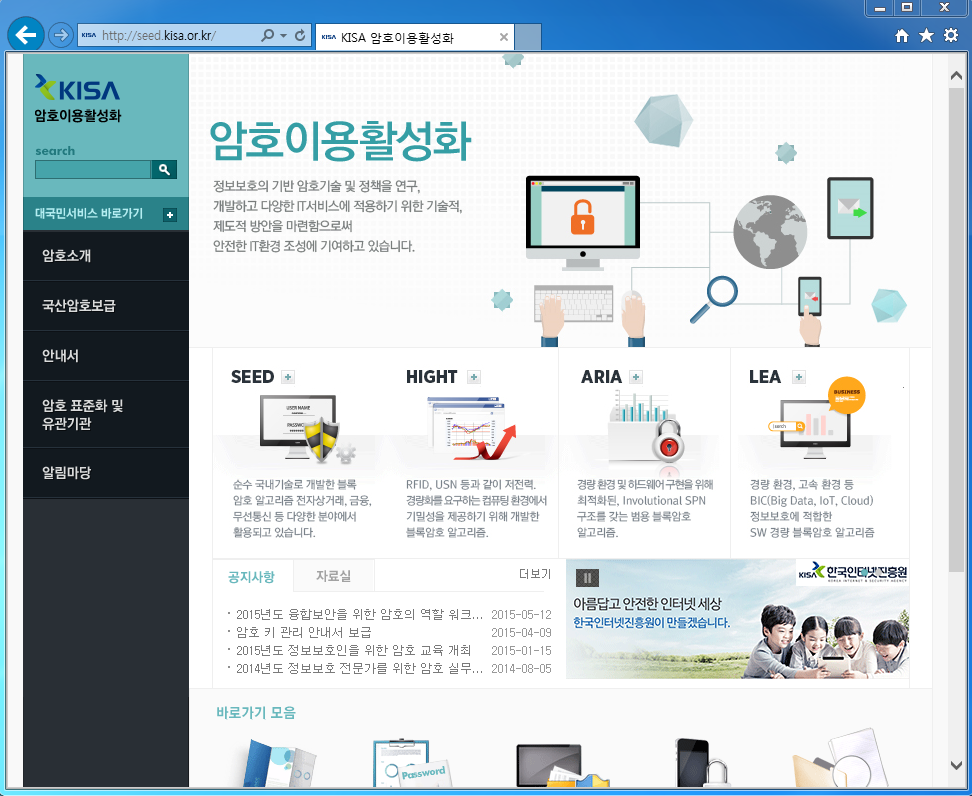 http://seed.kisa.or.kr/
KISA 암호이용활성화
KISA
암호이용활성화
search
대국민서비스 바로가기
암호소개
국산암호보급
안내서
암호 표준화 및
유관기관
알림마당
암호이용활성화
정보보호의 기반 암호기술 및 정책을 연구,
개발하고 다양한 IT서비스에 적용하기 위한 기술적,
제도적 방안을 마련함으로써
안전한 IT환경 조성에 기여하고 있습니다.
SEED
USER NAME
PASSWORD
순수 국내기술로 개발한 블록
암호 알고리즘 전자상거래, 금융,
무선통신 등 다양한 분야에서
활용되고 있습니다.
HIGHT
RFID, USN 등과 같이 저전력,
경량화를 요구하는 컴퓨팅 환경에서
기밀성을 제공하기 위해 개발한
블록암호 알고리즘.
ARIA
경량 환경 및 하드웨어 구현을 위해
최적화된, Involutional SPN
구조를 갖는 범용 블록암호
알고리즘.
LEA
BUSINESS
Search
경량 환경, 고속 환경 등
BIC(Big Data, IoT, Cloud)
정보보호에 적합한
SW 경량 블록암호 알고리즘
공지사항
자료실
더보기
· 2015년도 융합보안을 위한 암호의 역할 워크... 2015-05-12
· 암호 키 관리 안내서 보급 2015-04-09
· 2015년도 정보보호인을 위한 암호 교육 개최 2015-01-15
· 2014년도 정보보호 전문가를 위한 암호 실무... 2014-08-05
KISA 한국인터넷진흥원
KOREA INTERNET & SECURITY AGENCY
아름답고 안전한 인터넷 세상
한국인터넷진흥원이 만들겠습니다.
바로가기 모음
Password